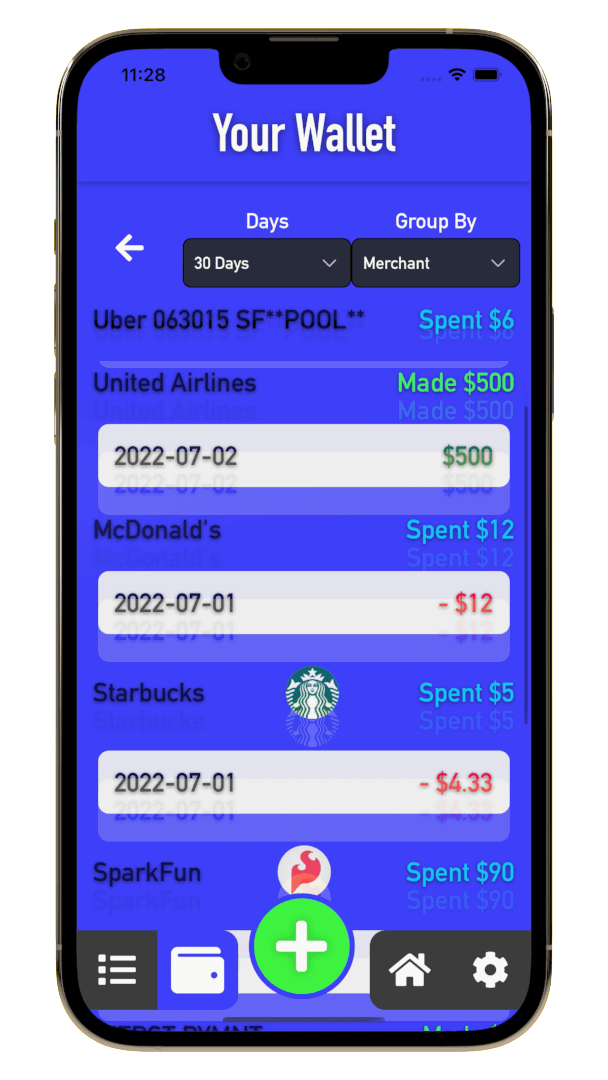 11:28
Your Wallet
Days Group By
30 Days Merchant
Uber 063015 SF**POOL** Spent $6
United Airlines Made $500
2022-07-02 $500
McDonald's Spent $12
2022-07-01 - $12
Starbucks Spent $5
2022-07-01 - $4.33
SparkFun Spent $90
PYMNT